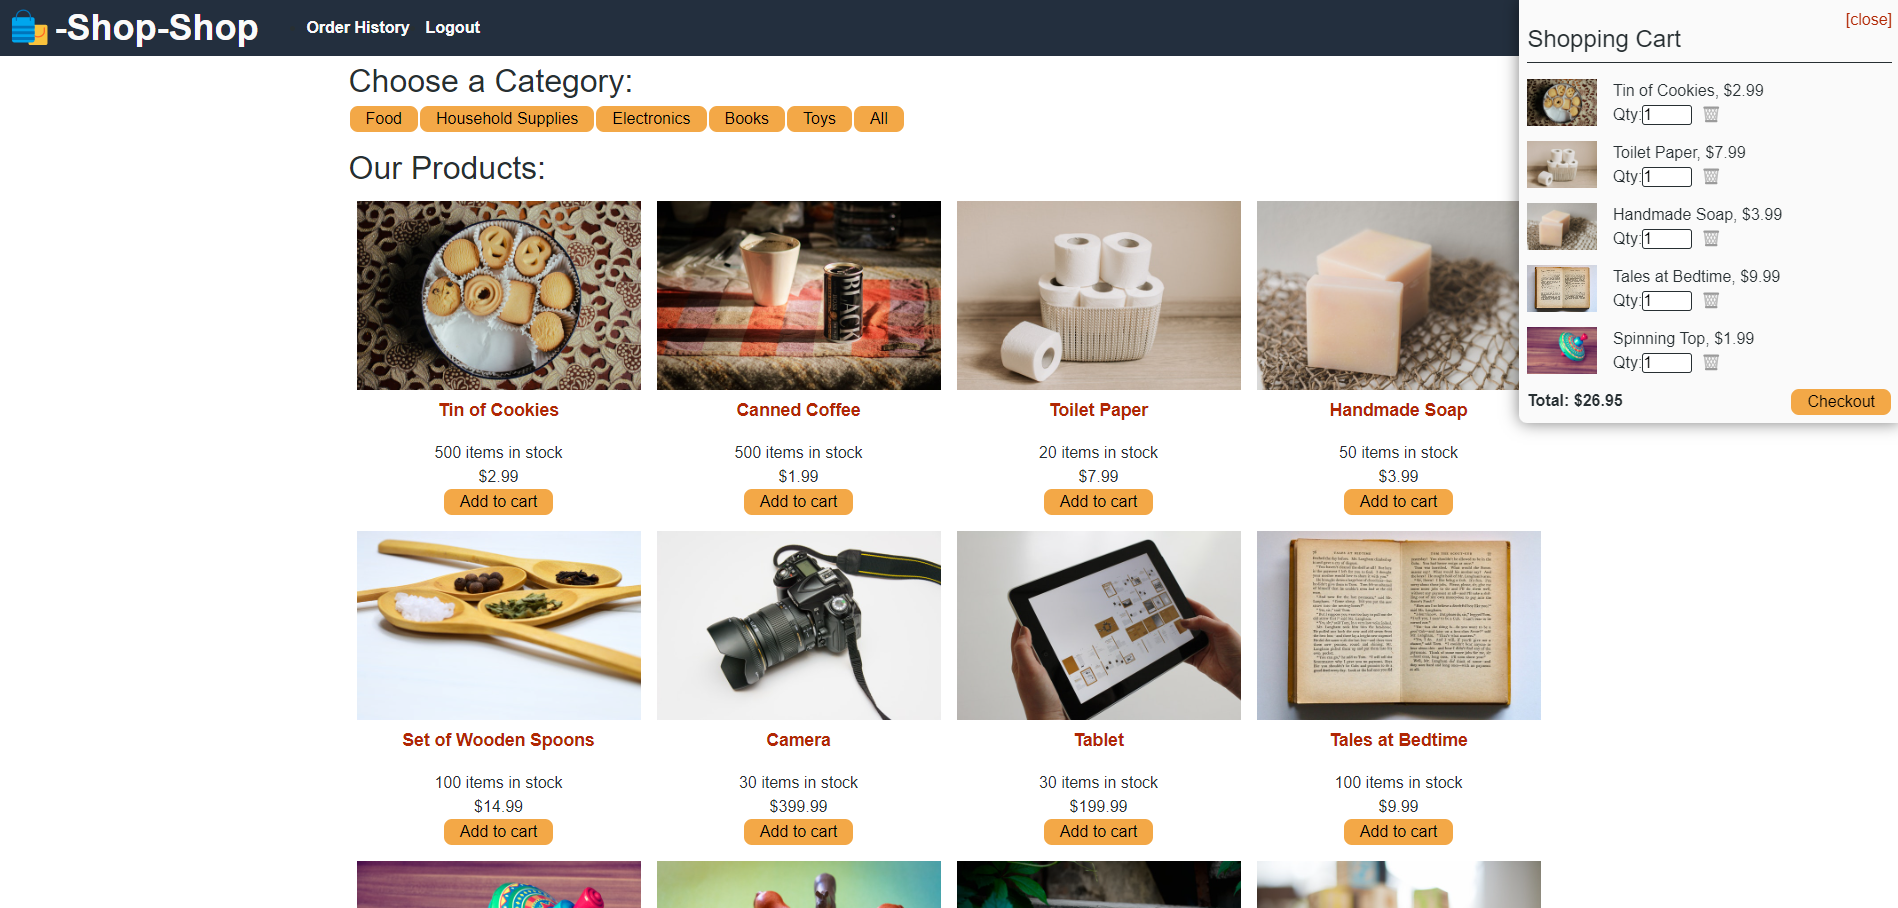 -Shop-Shop
Order History Logout
Choose a Category:
Food Household Supplies Electronics Books Toys All
Our Products:
BLACK
Tin of Cookies
500 items in stock
$2.99
Add to cart
Canned Coffee
500 items in stock
$1.99
Add to cart
Toilet Paper
20 items in stock
$7.99
Add to cart
Handmade Soap
50 items in stock
$3.99
Add to cart
TALES AT BEDTIME
Set of Wooden Spoons
100 items in stock
$14.99
Add to cart
Camera
30 items in stock
$399.99
Add to cart
Tablet
30 items in stock
$199.99
Add to cart
Tales at Bedtime
100 items in stock
$9.99
Add to cart
[close]
Shopping Cart
Tin of Cookies, $2.99
Qty:1
Toilet Paper, $7.99
Qty:1
Handmade Soap, $3.99
Qty:1
Tales at Bedtime, $9.99
Qty:1
Spinning Top, $1.99
Qty:1
Total: $26.95
Checkout